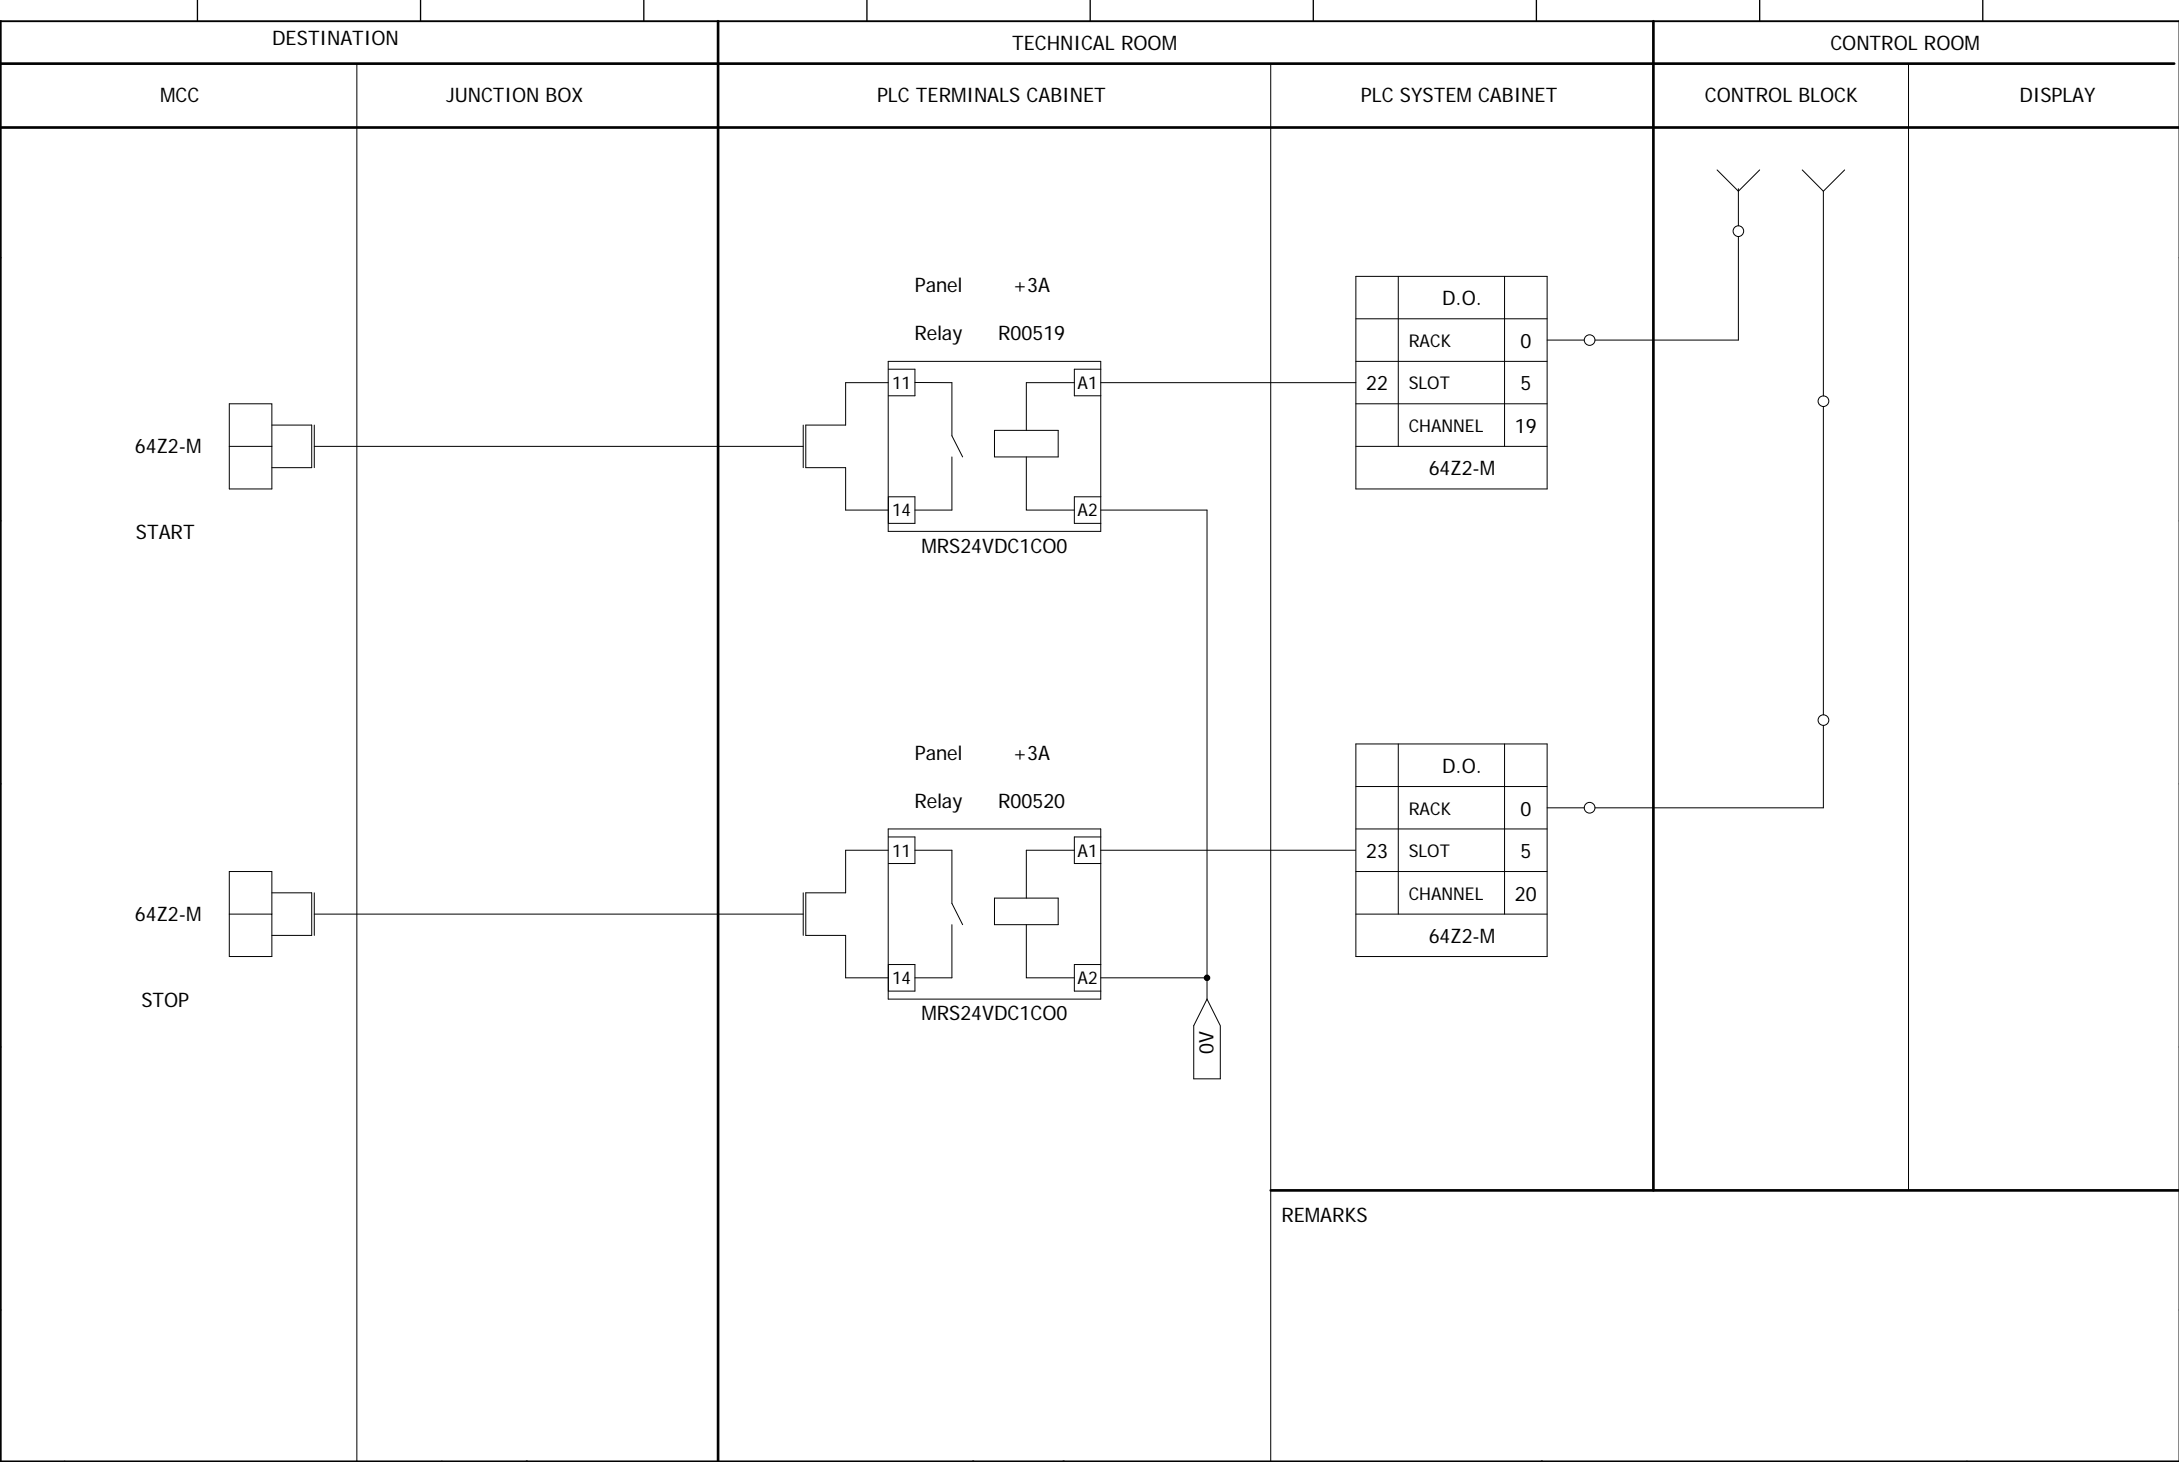 DESTINATION TECHNICAL ROOM CONTROL ROOM
MCC JUNCTION BOX PLC TERMINALS CABINET PLC SYSTEM CABINET CONTROL BLOCK DISPLAY
Panel +3A
Relay R00519
D.O.
RACK 0
11 A1 22 SLOT 5
CHANNEL 19
64Z2-M 64Z2-M
14 A2
START MRS24VDC1CO0
Panel +3A
Relay R00520
D.O.
RACK 0
11 A1 23 SLOT 5
CHANNEL 20
64Z2-M 64Z2-M
14 A2
STOP MRS24VDC1CO0
0V
REMARKS